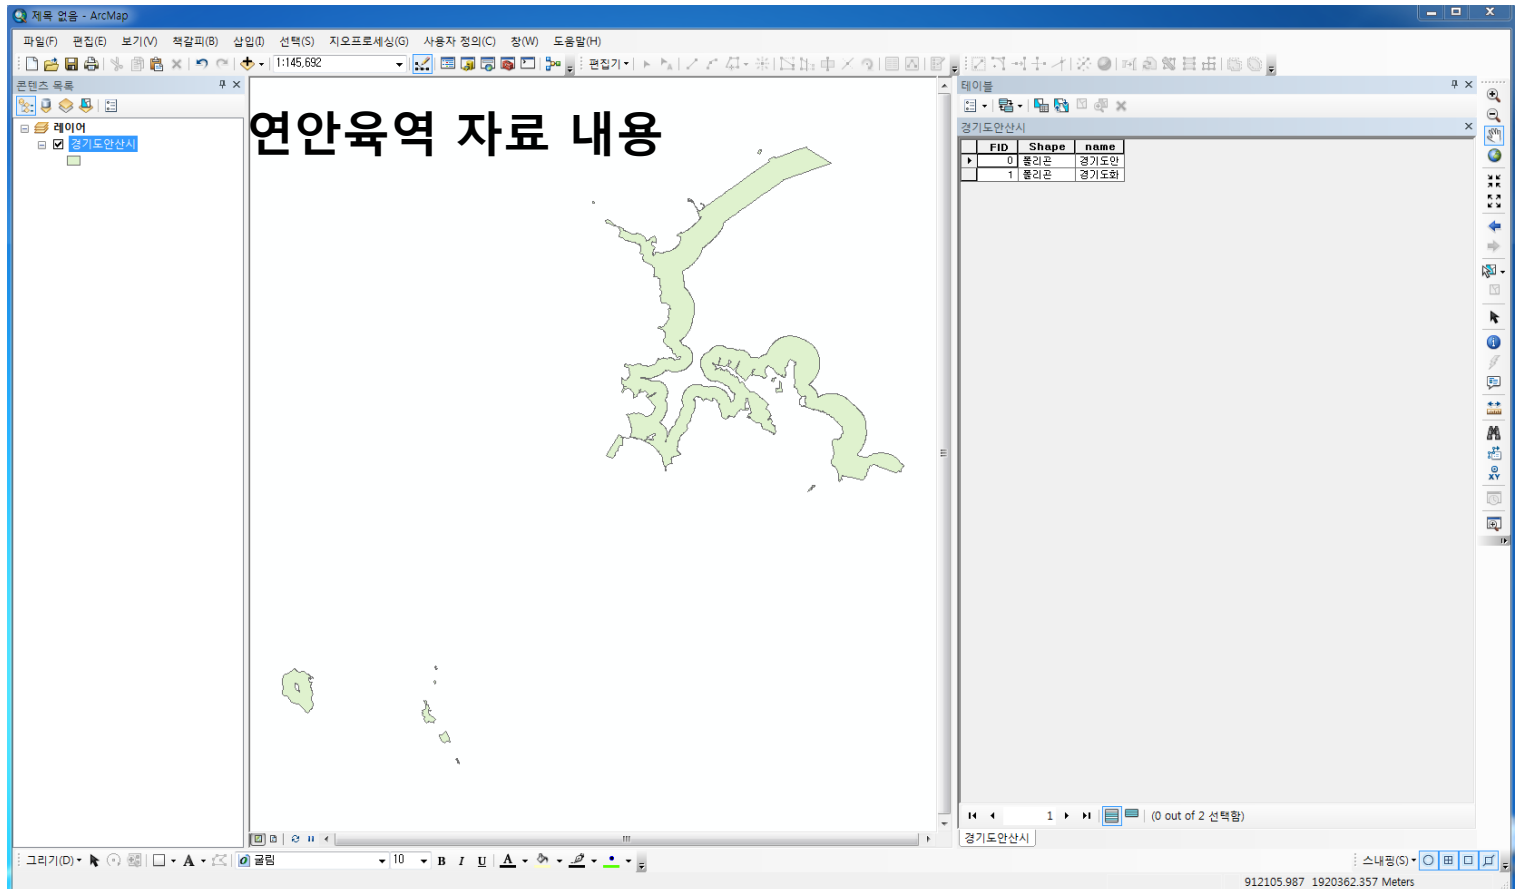 제목 없음 - ArcMap
파일(F) 편집(E) 보기(V) 책갈피(B) 삽입(I) 선택(S) 지오프로세싱(G) 사용자 정의(C) 창(W) 도움말(H)
1:145,692 편집기
콘텐츠 목록
레이어
경기도안산시
연안육역 자료 내용
테이블
경기도안산시
FID Shape name
0 폴리곤 경기도안
1 폴리곤 경기도화
1 (0 out of 2 선택함)
경기도안산시
그리기(D) A 굴림 10 B I U A 스내핑(S)
912105.987 1920362.357 Meters
XY